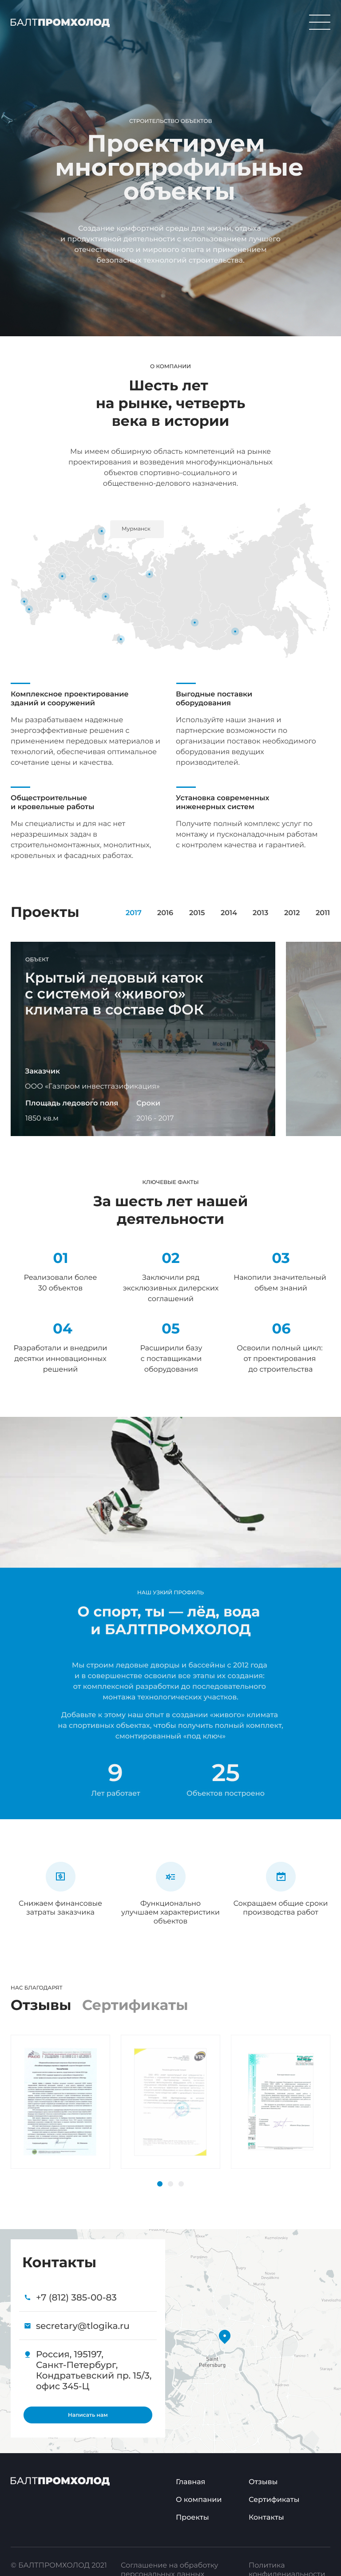 БАЛТПРОМХОЛОД
СТРОИТЕЛЬСТВО ОБЪЕКТОВ
Проектируем
многопрофильные
объекты
Создание комфортной среды для жизни, отдыха
и продуктивной деятельности с использованием лучшего
отечественного и мирового опыта и применением
безопасных технологий строительства.
О КОМПАНИИ
Шесть лет
на рынке, четверть
века в истории
Мы имеем обширную область компетенций на рынке
проектирования и возведения многофункциональных
объектов спортивно-социального и
общественно-делового назначения.
Мурманск
Комплексное проектирование
зданий и сооружений
Мы разрабатываем надежные
энергоэффективные решения с
применением передовых материалов и
технологий, обеспечивая оптимальное
сочетание цены и качества.
Выгодные поставки
оборудования
Используйте наши знания и
партнерские возможности по
организации поставок необходимого
оборудования ведущих
производителей.
Общестроительные
и кровельные работы
Мы специалисты и для нас нет
неразрешимых задач в
строительномонтажных, монолитных,
кровельных и фасадных работах.
Установка современных
инженерных систем
Получите полный комплекс услуг по
монтажу и пусконаладочным работам
с контролем качества и гарантией.
Проекты
2017 2016 2015 2014 2013 2012 2011
ОБЪЕКТ
Крытый ледовый каток
с системой «живого»
климата в составе ФОК
Заказчик
ООО «Газпром инвестгазификация»
Площадь ледового поля Сроки
1850 кв.м 2016 - 2017
КЛЮЧЕВЫЕ ФАКТЫ
За шесть лет нашей
деятельности
01
Реализовали более
30 объектов
02
Заключили ряд
эксклюзивных дилерских
соглашений
03
Накопили значительный
объем знаний
04
Разработали и внедрили
десятки инновационных
решений
05
Расширили базу
с поставщиками
оборудования
06
Освоили полный цикл:
от проектирования
до строительства
НАШ УЗКИЙ ПРОФИЛЬ
О спорт, ты — лёд, вода
и БАЛТПРОМХОЛОД
Мы строим ледовые дворцы и бассейны с 2012 года
и в совершенстве освоили все этапы их создания:
от комплексной разработки до последовательного
монтажа технологических участков.
Добавьте к этому наш опыт в создании «живого» климата
на спортивных объектах, чтобы получить полный комплект,
смонтированный «под ключ»
9
Лет работает
25
Объектов построено
Снижаем финансовые
затраты заказчика
Функционально
улучшаем характеристики
объектов
Сокращаем общие сроки
производства работ
НАС БЛАГОДАРЯТ
Отзывы Сертификаты
Контакты
+7 (812) 385-00-83
secretary@tlogika.ru
Россия, 195197,
Санкт-Петербург,
Кондратьевский пр. 15/3,
офис 345-Ц
Написать нам
Saint
Petersburg
БАЛТПРОМХОЛОД
Главная
О компании
Проекты
Отзывы
Сертификаты
Контакты
© БАЛТПРОМХОЛОД 2021
Соглашение на обработку
персональных данных
Политика
конфиденциальности